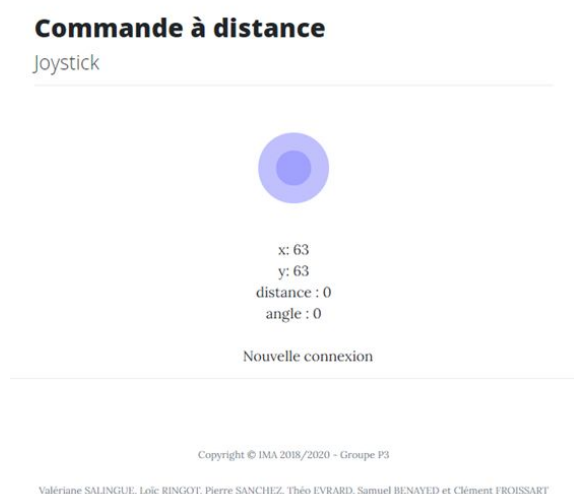 Commande à distance
Joystick
x: 63
y: 63
distance : 0
angle : 0
Nouvelle connexion
Copyright © IMA 2018/2020 - Groupe P3
Valériane SALINGUE, Loïc RINGOT, Pierre SANCHEZ, Théo EVRARD, Samuel BENAYED et Clément FROISSART